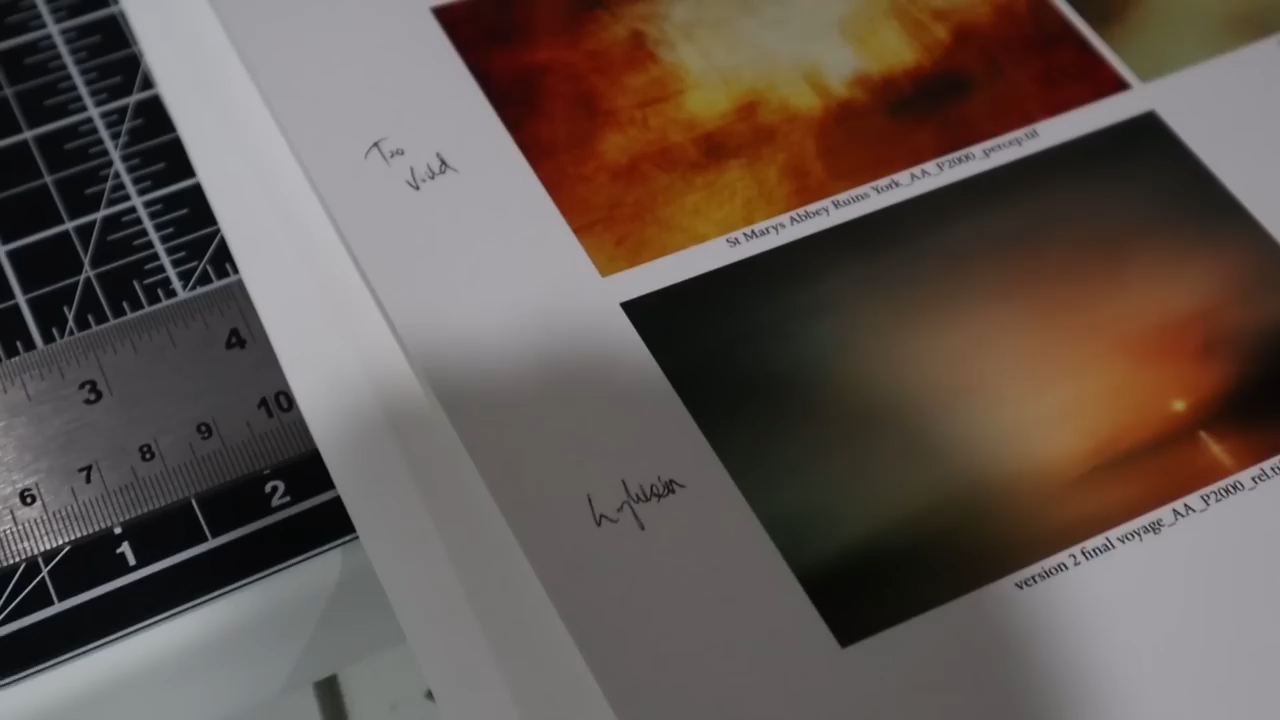 Too
Vivid
St Marys Abbey Ruins York_AA_P2000_percep.tif
version 2 final voyage_AA_P2000_rel.ti
3
4
6
7
8
9
10
1
2